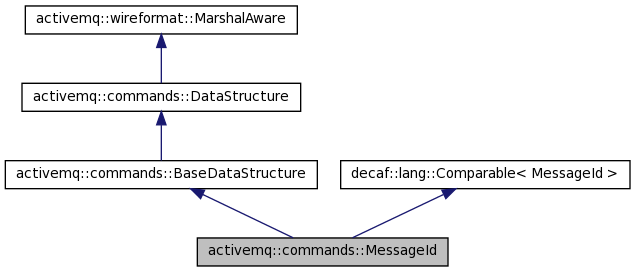 activemq::wireformat::MarshalAware
activemq::commands::DataStructure
activemq::commands::BaseDataStructure
decaf::lang::Comparable< MessageId >
activemq::commands::MessageId